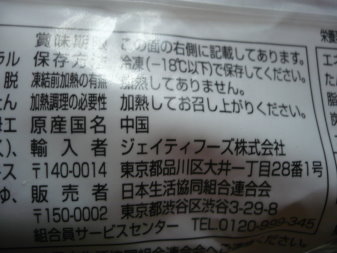 賞味期限 この面の右側に記載してあります。
ラル 保存方法 冷凍(-18℃以下)で保存してください。
脱 凍結前加熱の有無 加熱してありません。
たん 加熱調理の必要性 加熱してお召し上がりください。
原産国名 中国
輸入者 ジェイティフーズ株式会社
〒140-0014 東京都品川区大井一丁目28番1号
販売者 日本生活協同組合連合会
〒150-0002 東京都渋谷区渋谷3-29-8
組合員サービスセンター TEL.0120-999-345